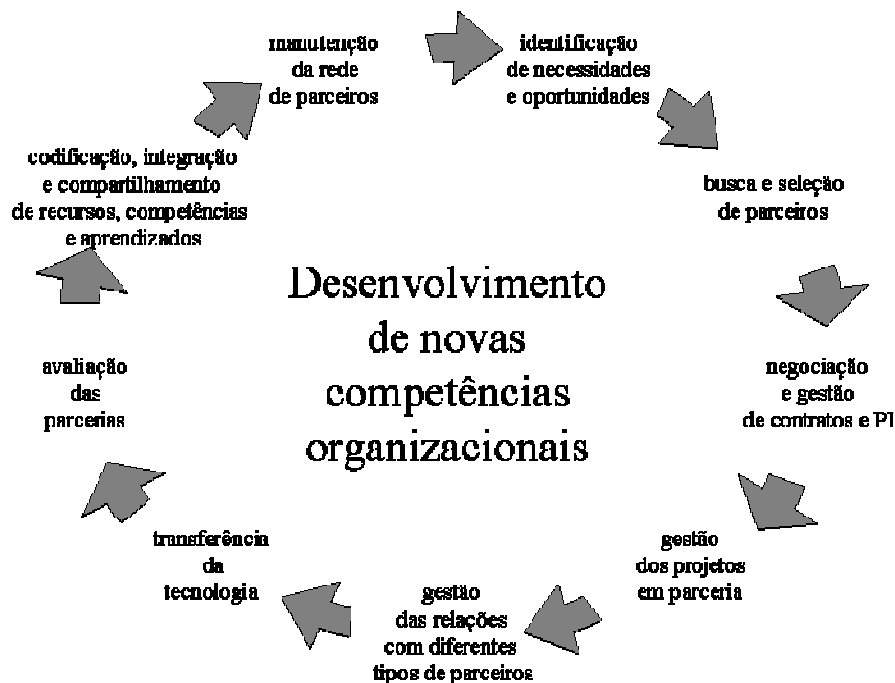 manutenção
da rede
de parceiros
identificação
de necessidades
e oportunidades
busca e seleção
de parceiros
negociação
e gestão
de contratos e PI
gestão
dos projetos
em parceria
gestão
das relações
com diferentes
tipos de parceiros
transferência
da
tecnologia
avaliação
das
parcerias
codificação, integração
e compartilhamento
de recursos, competências
e aprendizados
Desenvolvimento
de novas
competências
organizacionais